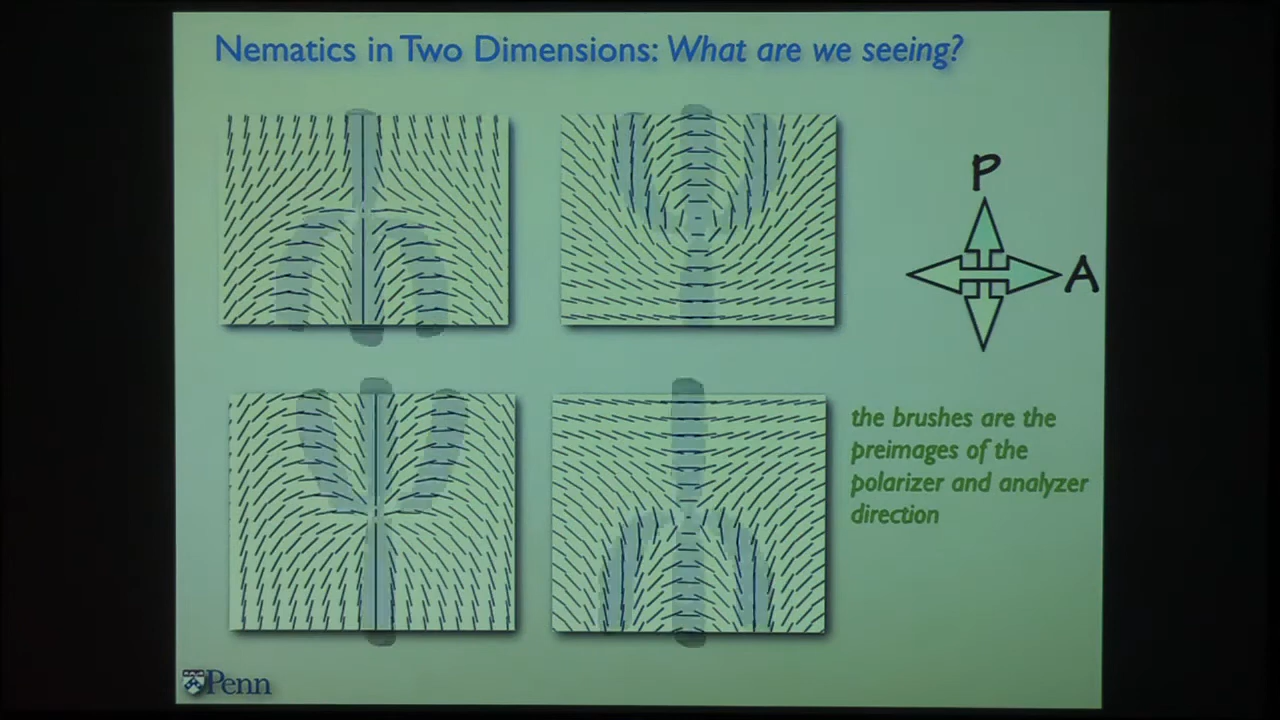 Nematics in Two Dimensions: What are we seeing?
P
A
the brushes are the
preimages of the
polarizer and analyzer
direction
Penn